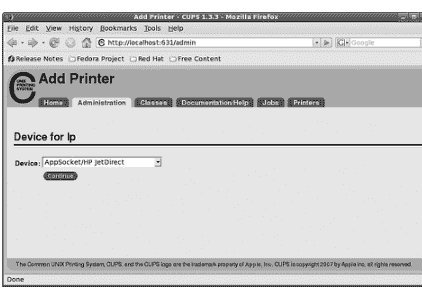 Add Printer - CUPS 1.3.3 - Mozilla Firefox
File Edit View History Bookmarks Tools Help
http://localhost:631/admin
Google
Release Notes Fedora Project Red Hat Free Content
UNIX PRINTING SYSTEM
Add Printer
Home Administration Classes Documentation/Help Jobs Printers
Device for lp
Device: AppSocket/HP JetDirect
Continue
The Common UNIX Printing System, CUPS, and the CUPS logo are the trademark property of Apple, Inc. CUPS is copyright 2007 by Apple Inc, all rights reserved.
Done